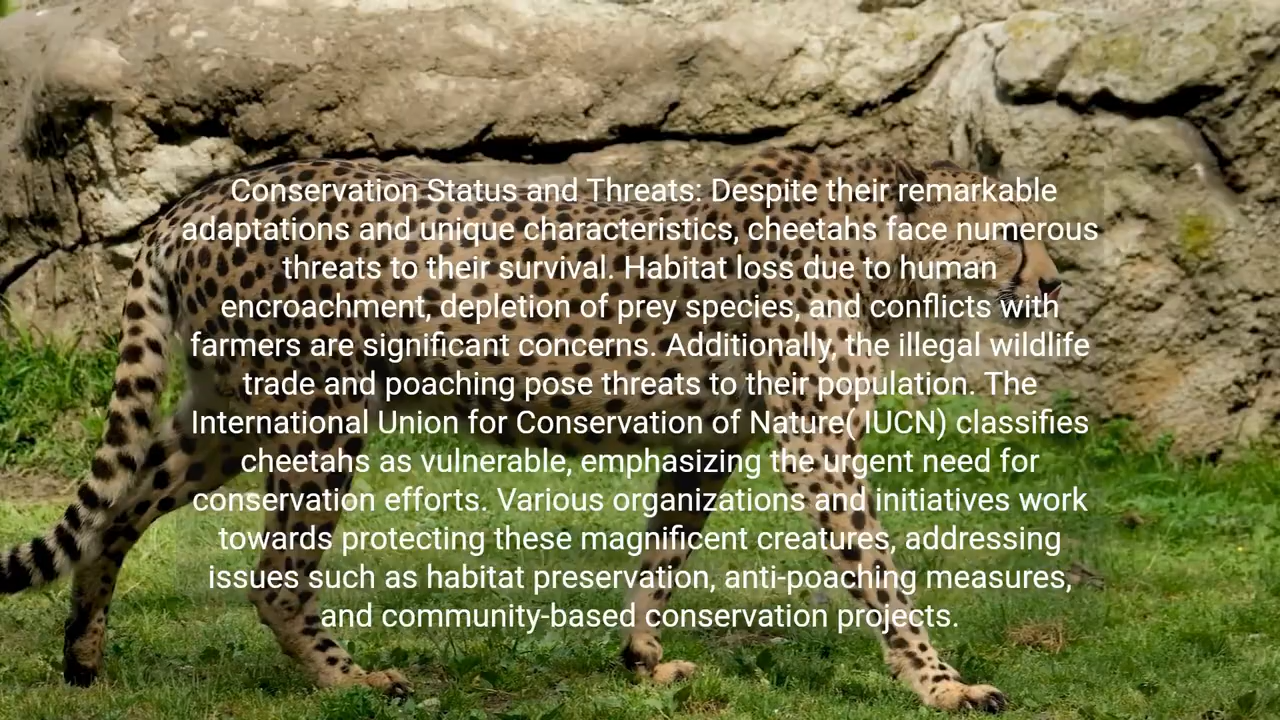 Conservation Status and Threats: Despite their remarkable
adaptations and unique characteristics, cheetahs face numerous
threats to their survival. Habitat loss due to human
encroachment, depletion of prey species, and conflicts with
farmers are significant concerns. Additionally, the illegal wildlife
trade and poaching pose threats to their population. The
International Union for Conservation of Nature( IUCN) classifies
cheetahs as vulnerable, emphasizing the urgent need for
conservation efforts. Various organizations and initiatives work
towards protecting these magnificent creatures, addressing
issues such as habitat preservation, anti-poaching measures,
and community-based conservation projects.